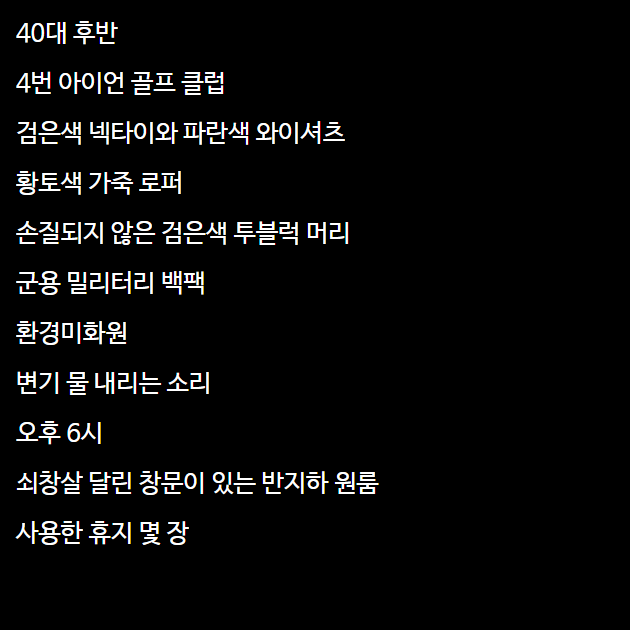 40대 후반
4번 아이언 골프 클럽
검은색 넥타이와 파란색 와이셔츠
황토색 가죽 로퍼
손질되지 않은 검은색 투블럭 머리
군용 밀리터리 백팩
환경미화원
변기 물 내리는 소리
오후 6시
쇠창살 달린 창문이 있는 반지하 원룸
사용한 휴지 몇 장